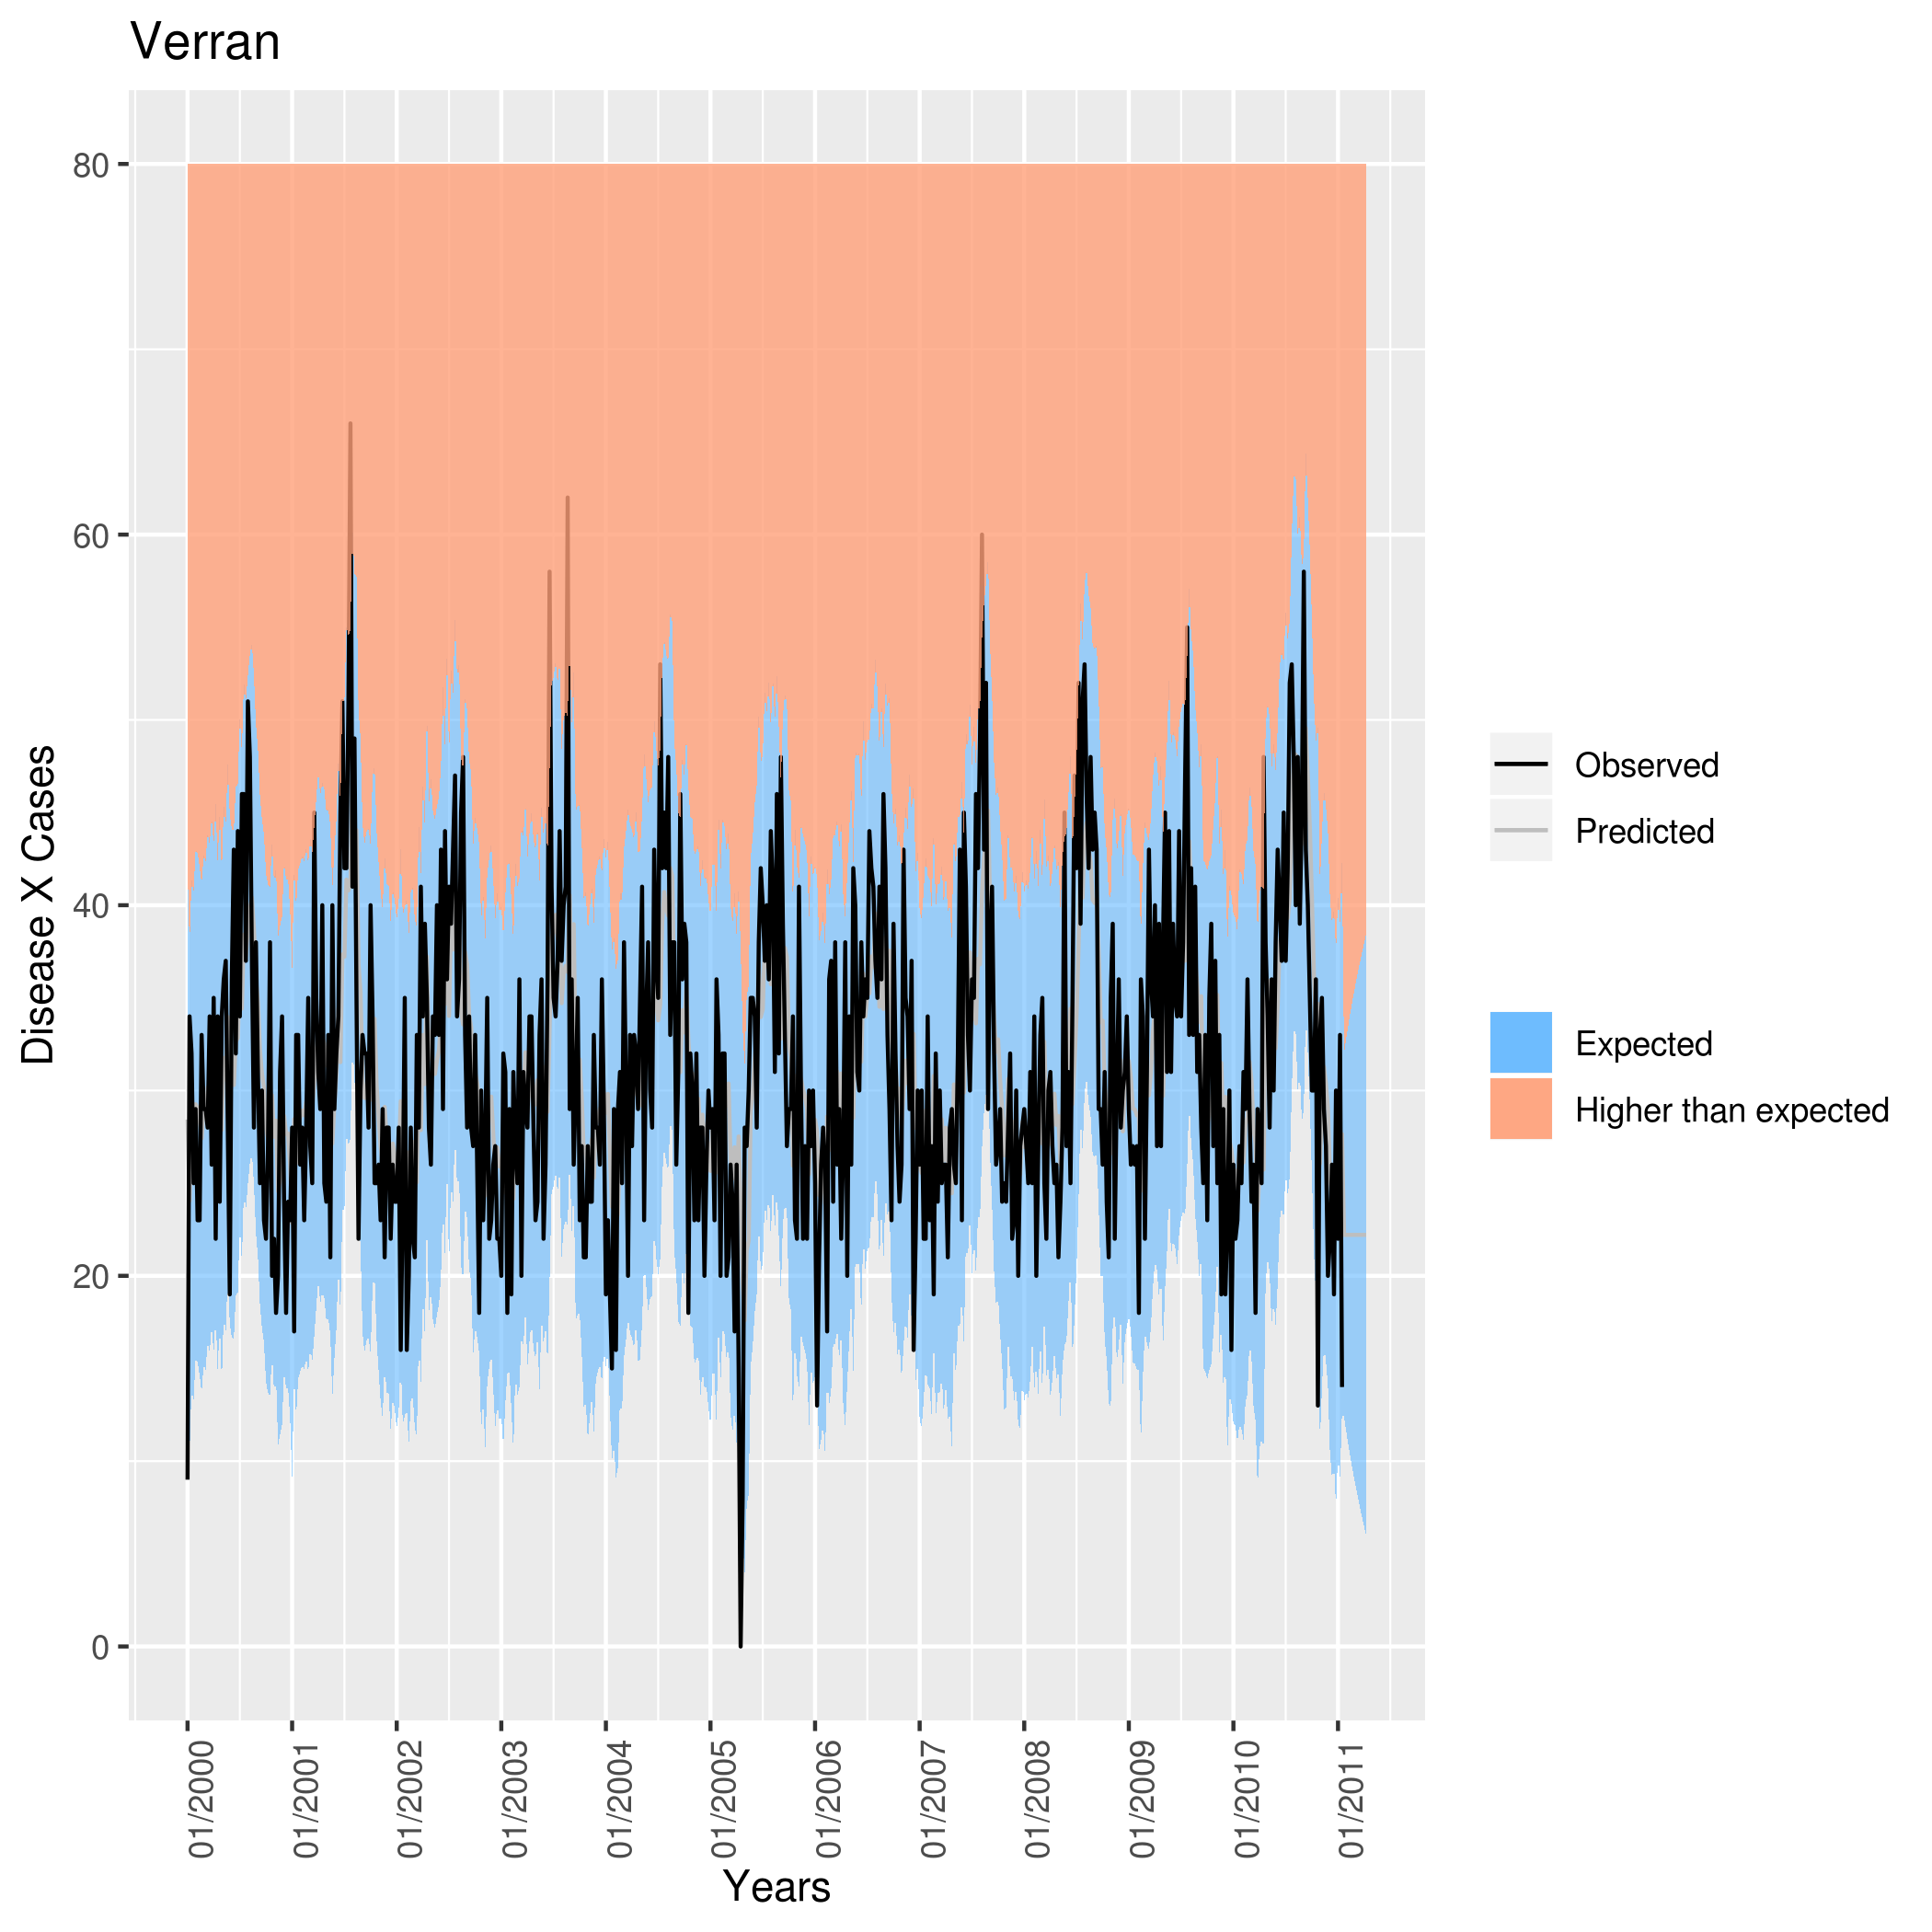 Verran
Disease X Cases
80
60
40
20
0
01/2000
01/2001
01/2002
01/2003
01/2004
01/2005
01/2006
01/2007
01/2008
01/2009
01/2010
01/2011
Years
Observed
Predicted
Expected
Higher than expected